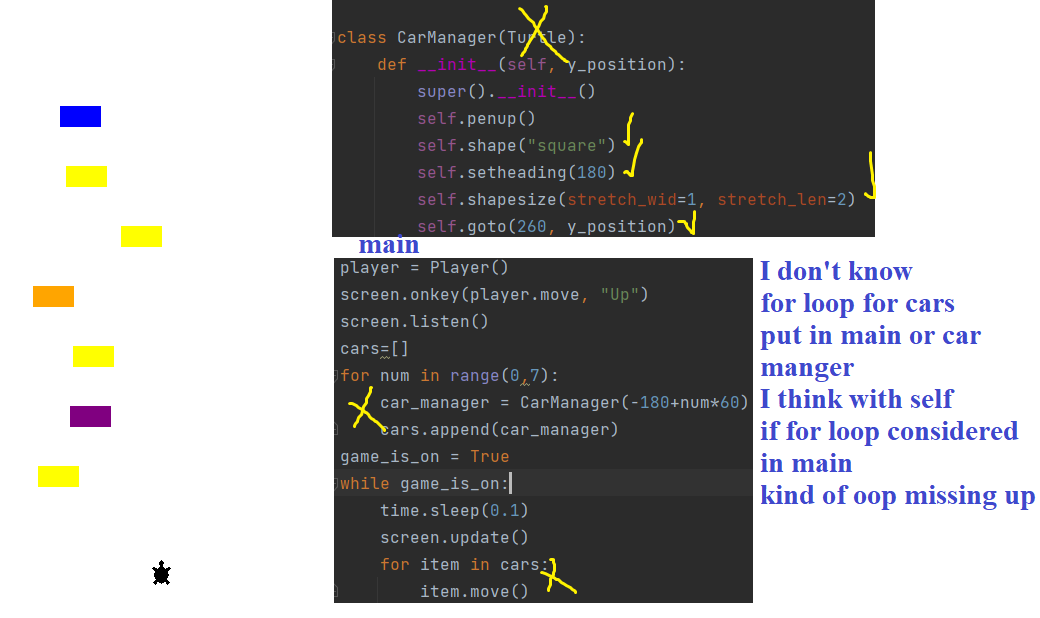 class CarManager(Turtle):
def __init__(self, y_position):
super().__init__()
self.penup()
self.shape("square")
self.setheading(180)
self.shapesize(stretch_wid=1, stretch_len=2)
self.goto(260, y_position)
main
player = Player()
screen.onkey(player.move, "Up")
screen.listen()
cars=[]
for num in range(0,7):
car_manager = CarManager(-180+num*60)
cars.append(car_manager)
game_is_on = True
while game_is_on:
time.sleep(0.1)
screen.update()
for item in cars:
item.move()
I don't know
for loop for cars
put in main or car
manger
I think with self
if for loop considered
in main
kind of oop missing up